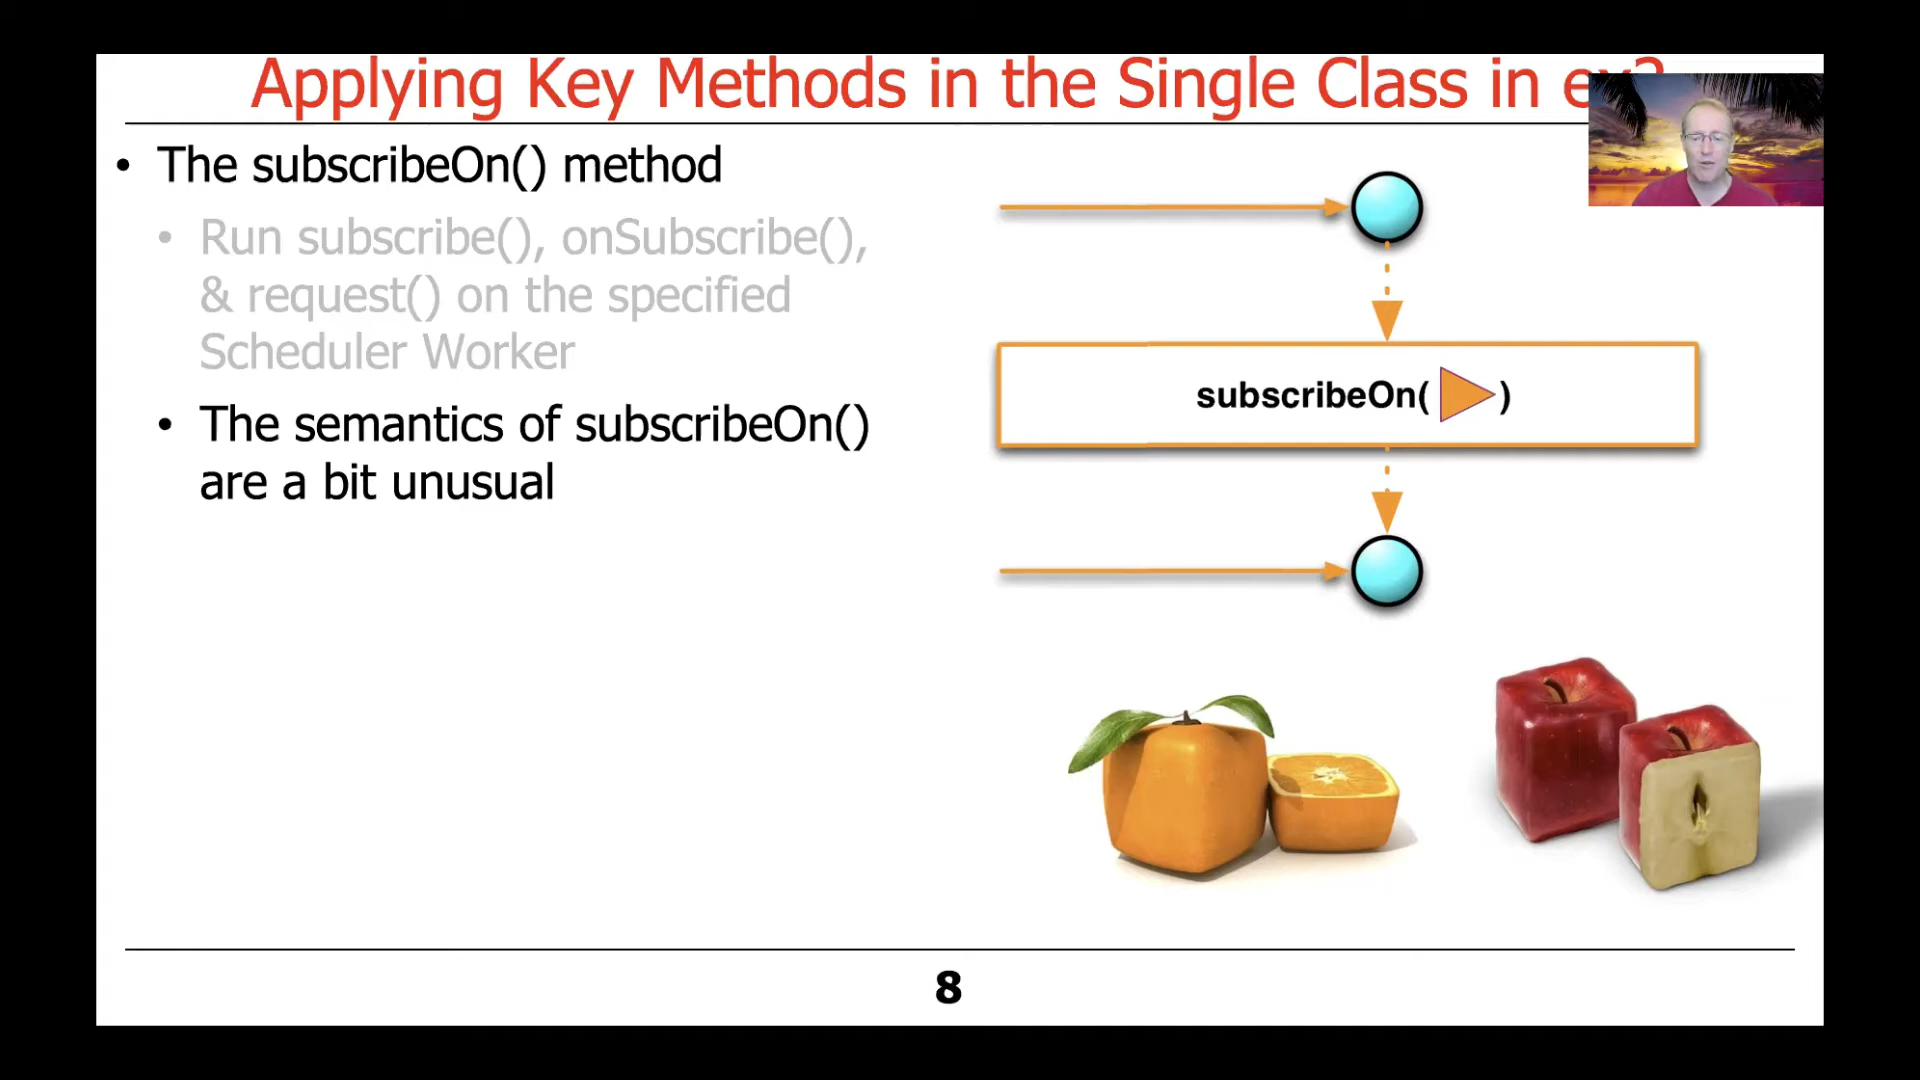 Applying Key Methods in the Single Class in
• The subscribeOn() method
• Run subscribe(), onSubscribe(),
& request() on the specified
Scheduler Worker
• The semantics of subscribeOn()
are a bit unusual
subscribeOn( )
8